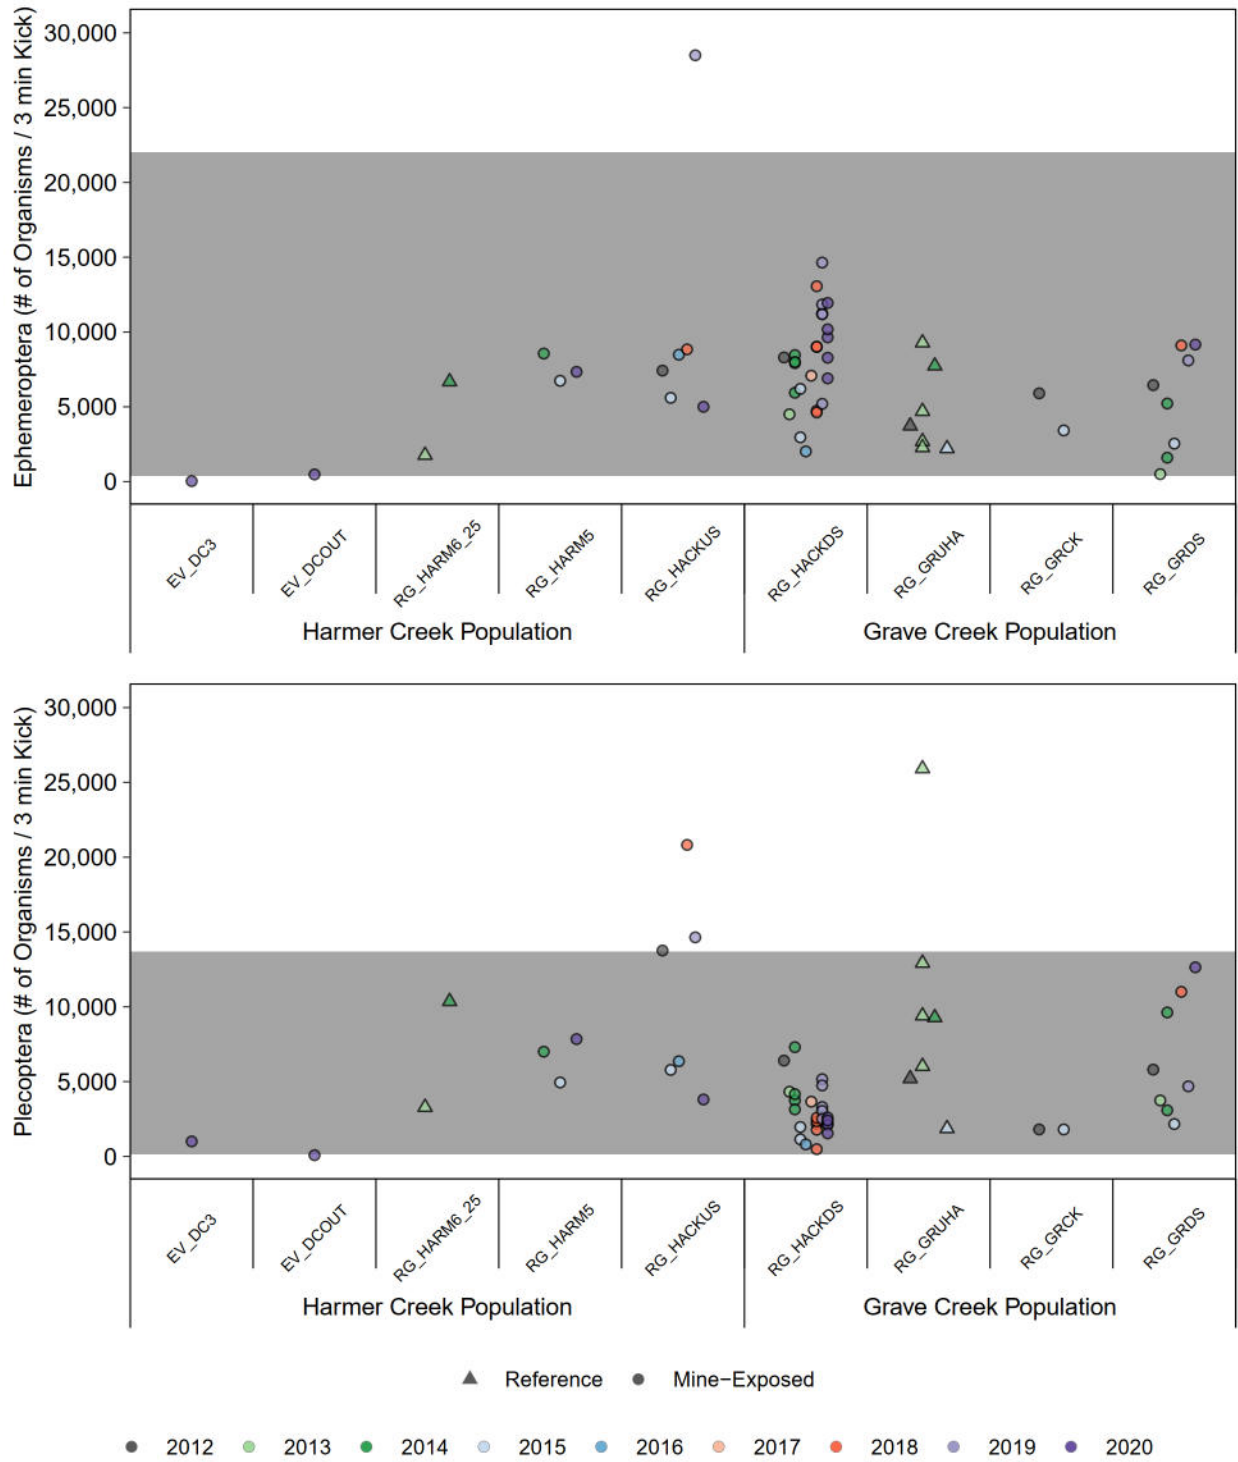 Ephemeroptera (# of Organisms / 3 min Kick)
30,000
25,000
20,000
15,000
10,000
5,000
0
EV_DC3
EV_DCOUT
RG_HARM6_25
RG_HARM5
RG_HACKUS
RG_HACKDS
RG_GRUHA
RG_GRCK
RG_GRDS
Harmer Creek Population
Grave Creek Population
Plecoptera (# of Organisms / 3 min Kick)
30,000
25,000
20,000
15,000
10,000
5,000
0
EV_DC3
EV_DCOUT
RG_HARM6_25
RG_HARM5
RG_HACKUS
RG_HACKDS
RG_GRUHA
RG_GRCK
RG_GRDS
Harmer Creek Population
Grave Creek Population
Reference Mine−Exposed
2012 2013 2014 2015 2016 2017 2018 2019 2020